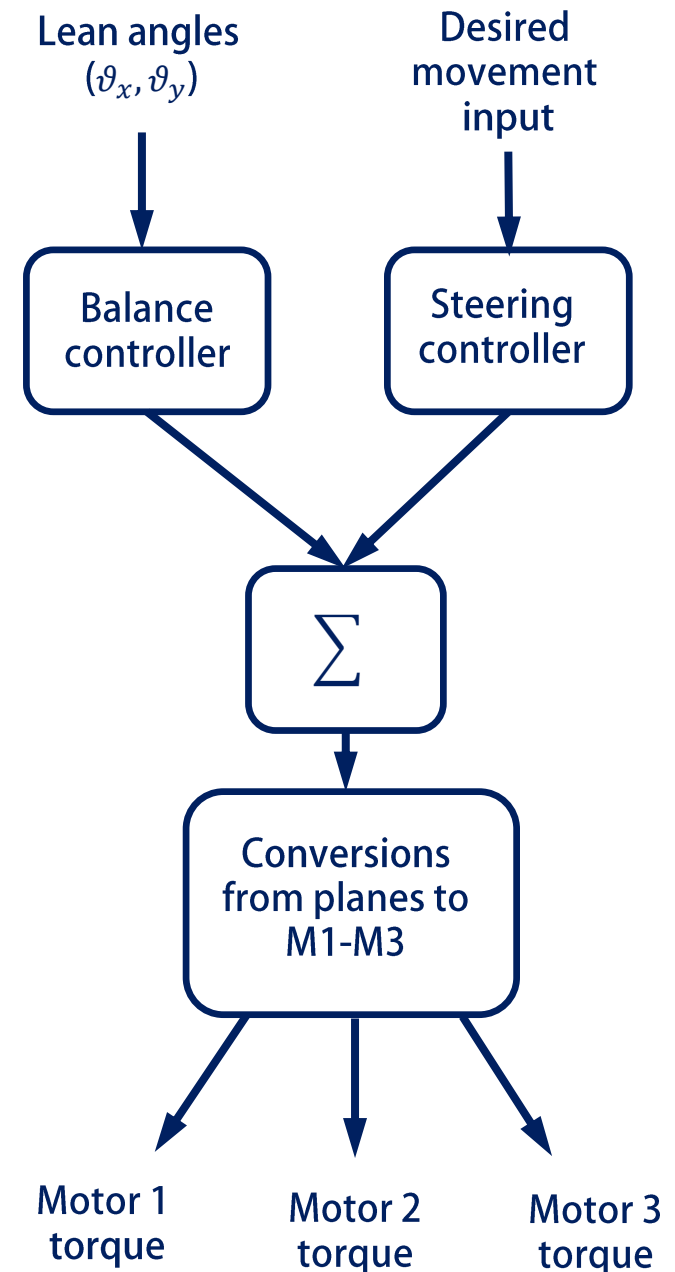 Lean angles
(𝜗ₓ, 𝜗ᵧ)
Desired
movement
input
Balance
controller
Steering
controller
∑
Conversions
from planes to
M1-M3
Motor 1
torque
Motor 2
torque
Motor 3
torque